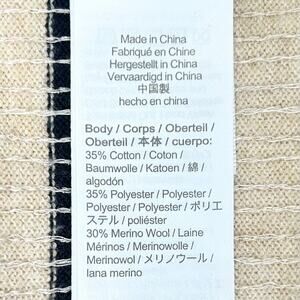 Made in China
Fabriqué en Chine
Hergestellt in China
Vervaardigd in China
中国製
hecho en china
Body / Corps / Oberteil /
Oberteil / 本体 / cuerpo:
35% Cotton / Coton /
Baumwolle / Katoen / 綿 /
algodón
35% Polyester / Polyester /
Polyester / Polyester / ポリエ
ステル / poliéster
30% Merino Wool / Laine
Mérinos / Merinowolle /
Merinowol / メリノウール /
lana merino